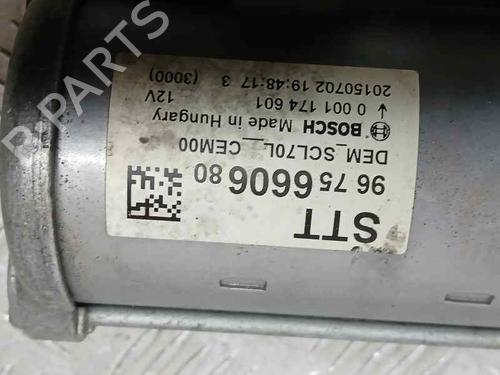 STT
96 75 6606 80
DEM_SCL70L__CEM00
BOSCH Made in Hungary
0 001 174 601 12V
20150702 19:48:17 3 (3000)
B-PARTS